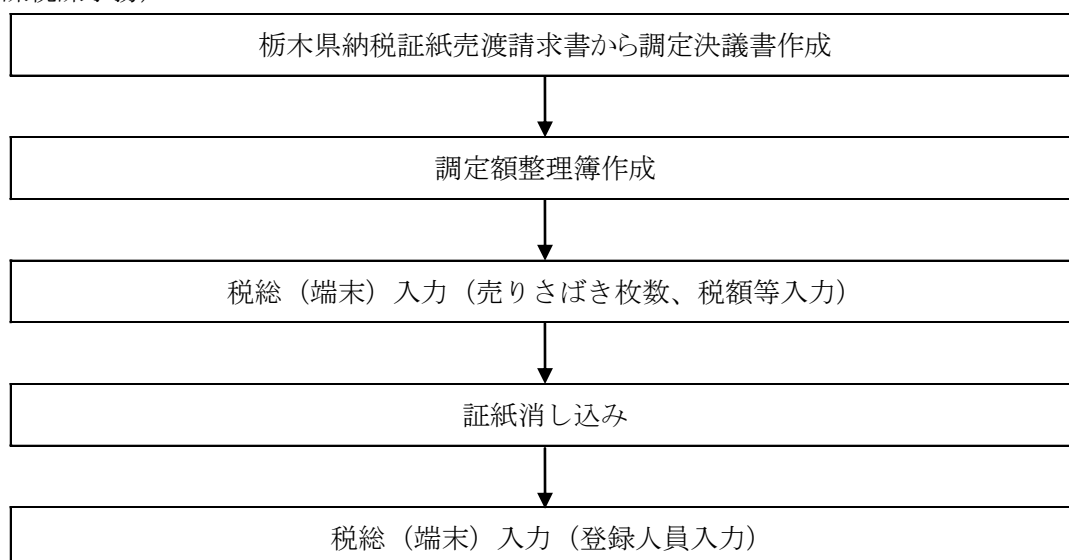 栃木県納税証紙売渡請求書から調定決議書作成
調定額整理簿作成
税総（端末）入力（売りさばき枚数、税額等入力）
証紙消し込み
税総（端末）入力（登録人員入力）